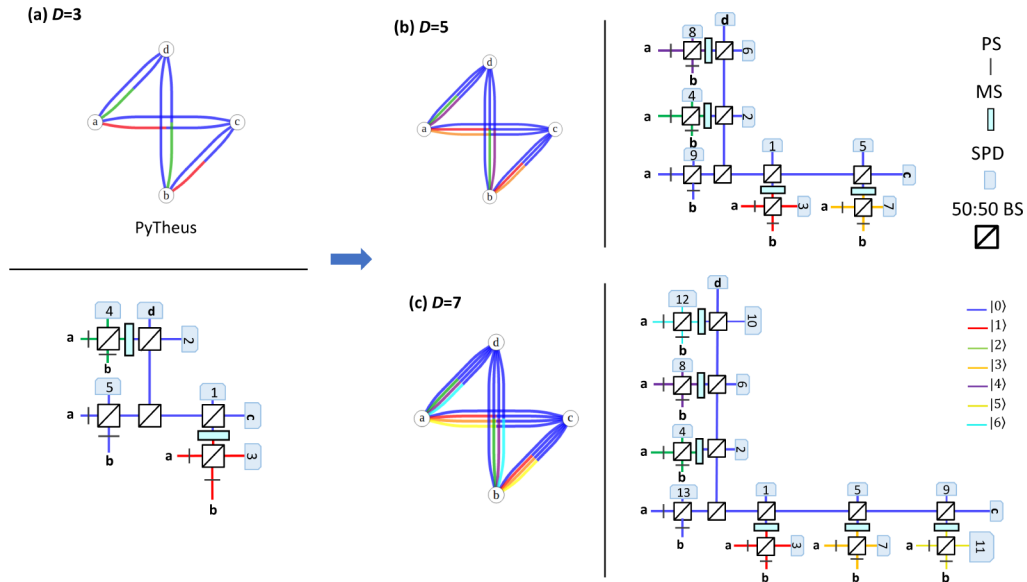 (a) D=3
d
a
c
b
PyTheus
4
d
a
2
b
5
1
a
c
b
a
3
b
(b) D=5
d
a
c
b
d
8
a
6
b
4
a
2
b
9
1
5
a
c
b
a
3
a
7
b
b
PS
MS
SPD
50:50 BS
(c) D=7
d
a
c
b
d
12
a
10
b
8
a
6
b
4
a
2
b
13
1
5
9
a
c
b
a
3
a
7
a
11
b
b
b
|0⟩
|1⟩
|2⟩
|3⟩
|4⟩
|5⟩
|6⟩